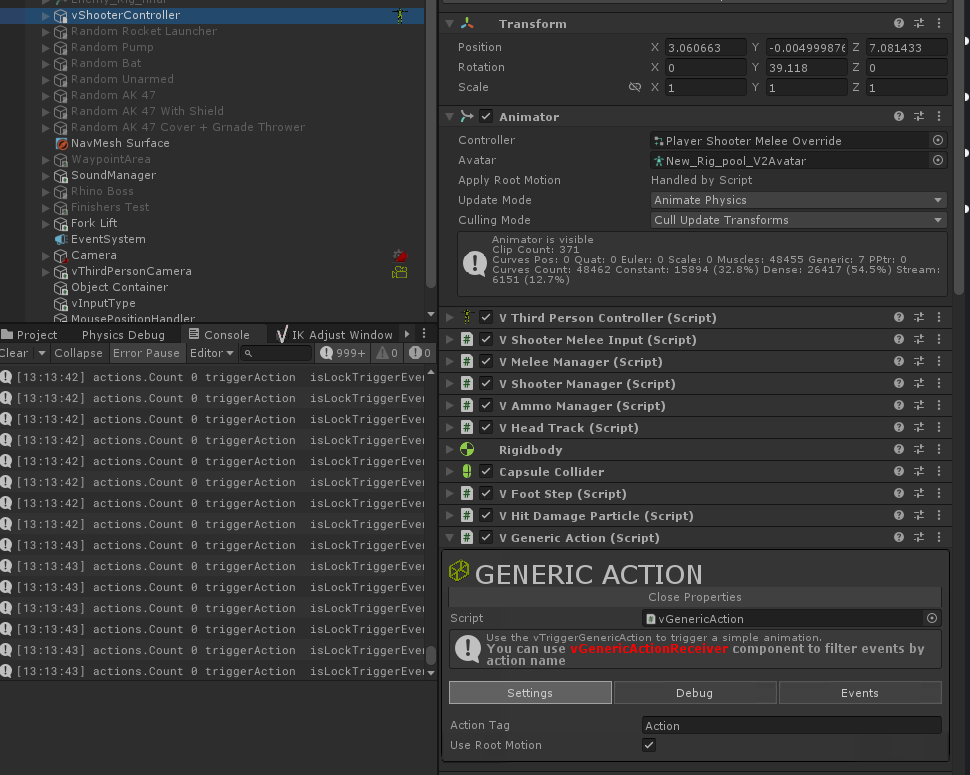 Enemy_Rig_final
vShooterController
Random Rocket Launcher
Random Pump
Random Bat
Random Unarmed
Random AK 47
Random AK 47 With Shield
Random AK 47 Cover + Grnade Thrower
NavMesh Surface
WaypointArea
SoundManager
Rhino Boss
Finishers Test
Fork Lift
EventSystem
Camera
vThirdPersonCamera
Object Container
vInputType
MousePositionHandler
Project Physics Debug Console IK Adjust Window
Clear Collapse Error Pause Editor 999+ 0 0
[13:13:42] actions.Count 0 triggerAction isLockTriggerEve
[13:13:42] actions.Count 0 triggerAction isLockTriggerEve
[13:13:42] actions.Count 0 triggerAction isLockTriggerEve
[13:13:42] actions.Count 0 triggerAction isLockTriggerEve
[13:13:42] actions.Count 0 triggerAction isLockTriggerEve
[13:13:42] actions.Count 0 triggerAction isLockTriggerEve
[13:13:42] actions.Count 0 triggerAction isLockTriggerEve
[13:13:42] actions.Count 0 triggerAction isLockTriggerEve
[13:13:43] actions.Count 0 triggerAction isLockTriggerEve
[13:13:43] actions.Count 0 triggerAction isLockTriggerEve
[13:13:43] actions.Count 0 triggerAction isLockTriggerEve
[13:13:43] actions.Count 0 triggerAction isLockTriggerEve
[13:13:43] actions.Count 0 triggerAction isLockTriggerEve
[13:13:43] actions.Count 0 triggerAction isLockTriggerEve
[13:13:43] actions.Count 0 triggerAction isLockTriggerEve
Transform
Position X 3.060663 Y -0.004999876 Z 7.081433
Rotation X 0 Y 39.118 Z 0
Scale X 1 Y 1 Z 1
Animator
Controller Player Shooter Melee Override
Avatar New_Rig_pool_V2Avatar
Apply Root Motion Handled by Script
Update Mode Animate Physics
Culling Mode Cull Update Transforms
Animator is visible
Clip Count: 371
Curves Pos: 0 Quat: 0 Euler: 0 Scale: 0 Muscles: 48455 Generic: 7 PPtr: 0
Curves Count: 48462 Constant: 15894 (32.8%) Dense: 26417 (54.5%) Stream:
6151 (12.7%)
V Third Person Controller (Script)
V Shooter Melee Input (Script)
V Melee Manager (Script)
V Shooter Manager (Script)
V Ammo Manager (Script)
V Head Track (Script)
Rigidbody
Capsule Collider
V Foot Step (Script)
V Hit Damage Particle (Script)
V Generic Action (Script)
GENERIC ACTION
Close Properties
Script vGenericAction
Use the vTriggerGenericAction to trigger a simple animation.
You can use vGenericActionReceiver component to filter events by
action name
Settings Debug Events
Action Tag Action
Use Root Motion